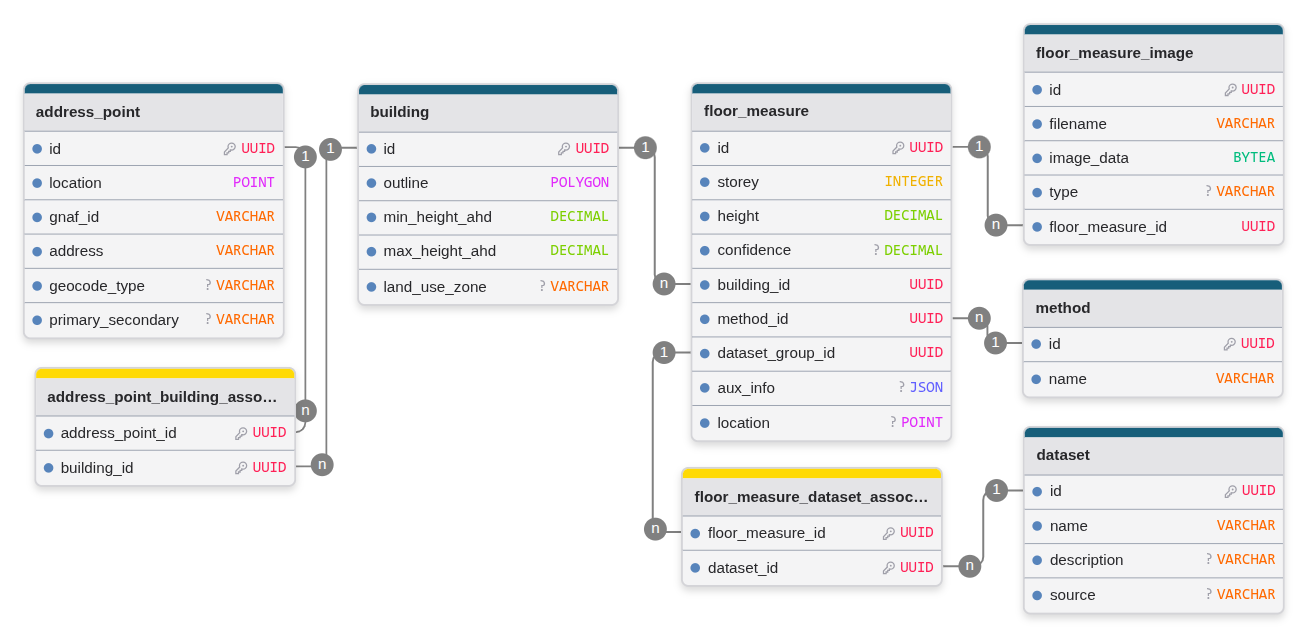 address_point
id UUID
location POINT
gnaf_id VARCHAR
address VARCHAR
geocode_type ? VARCHAR
primary_secondary ? VARCHAR
address_point_building_asso…
address_point_id UUID
building_id UUID
1
n
1
n
building
id UUID
outline POLYGON
min_height_ahd DECIMAL
max_height_ahd DECIMAL
land_use_zone ? VARCHAR
1
n
floor_measure
id UUID
storey INTEGER
height DECIMAL
confidence ? DECIMAL
building_id UUID
method_id UUID
dataset_group_id UUID
aux_info ? JSON
location ? POINT
1
n
floor_measure_dataset_assoc…
floor_measure_id UUID
dataset_id UUID
1
n
n
1
n
1
floor_measure_image
id UUID
filename VARCHAR
image_data BYTEA
type ? VARCHAR
floor_measure_id UUID
method
id UUID
name VARCHAR
dataset
id UUID
name VARCHAR
description ? VARCHAR
source ? VARCHAR